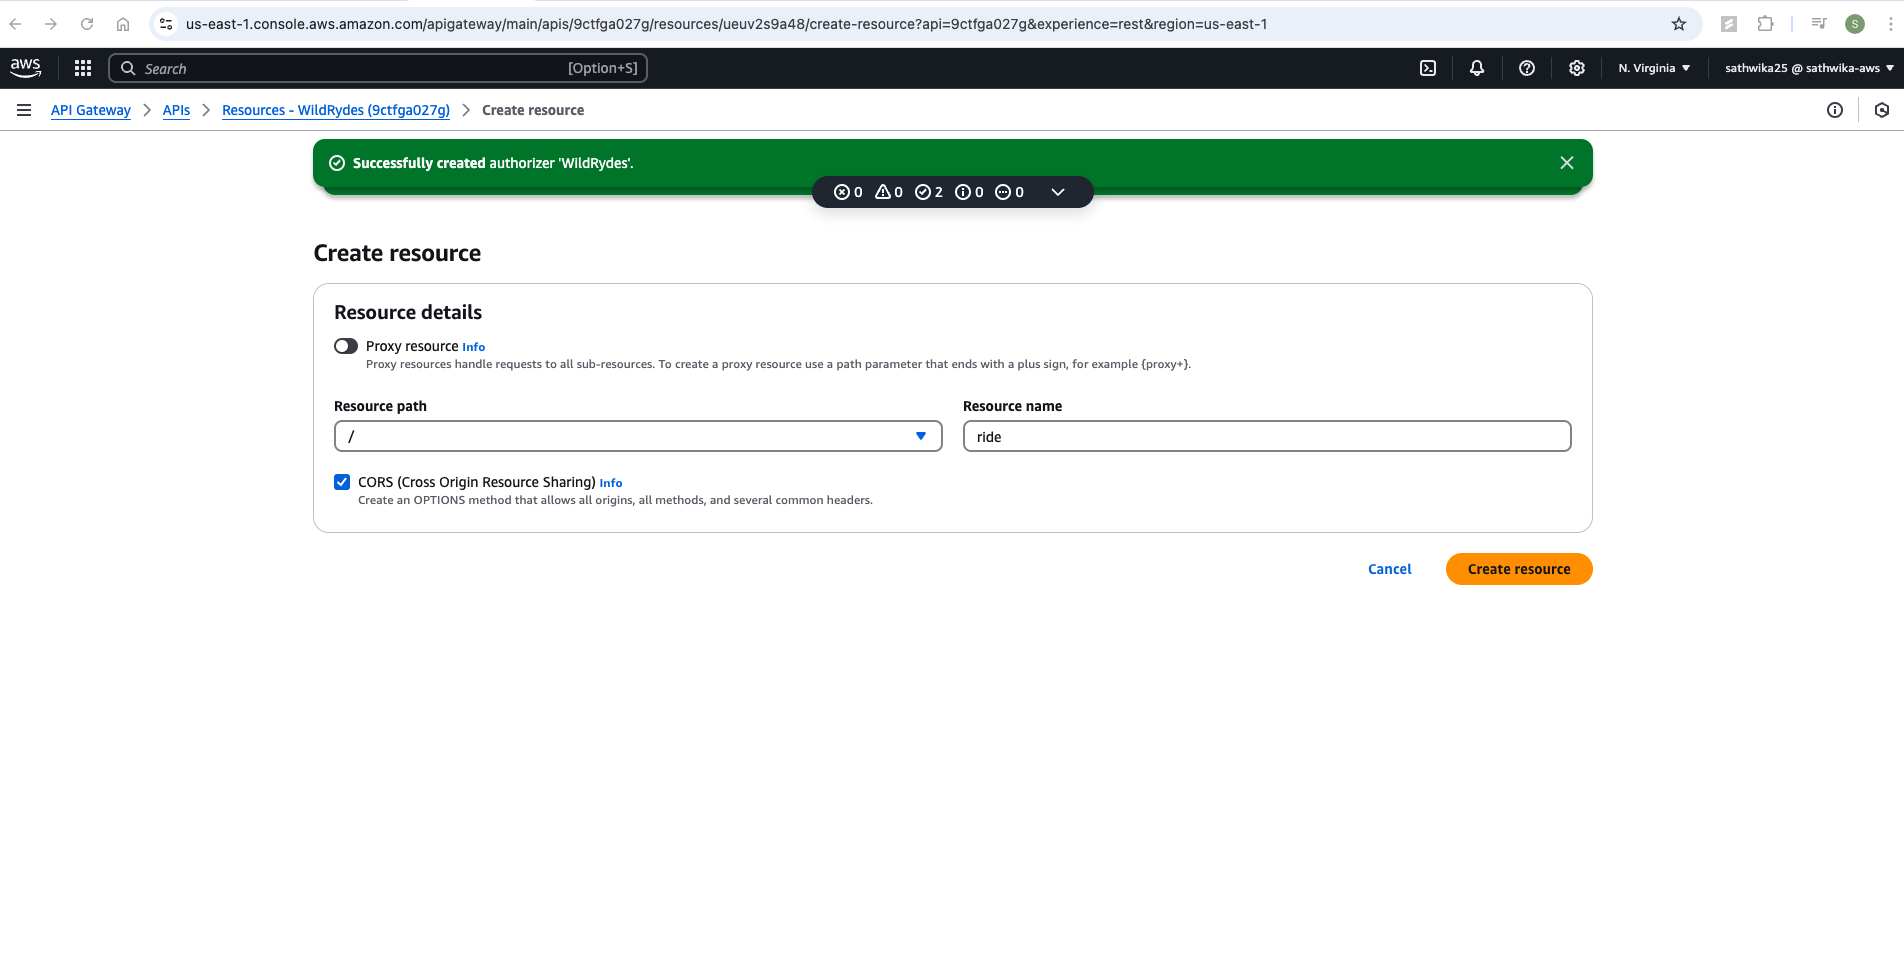 us-east-1.console.aws.amazon.com/apigateway/main/apis/9ctfga027g/resources/ueuv2s9a48/create-resource?api=9ctfga027g&experience=rest&region=us-east-1
S
aws
Search
[Option+S]
N. Virginia
sathwika25 @ sathwika-aws
API Gateway
APIs
Resources - WildRydes (9ctfga027g)
Create resource
Successfully created authorizer 'WildRydes'.
0 0 2 0 0
Create resource
Resource details
Proxy resource Info
Proxy resources handle requests to all sub-resources. To create a proxy resource use a path parameter that ends with a plus sign, for example {proxy+}.
Resource path
Resource name
/
ride
CORS (Cross Origin Resource Sharing) Info
Create an OPTIONS method that allows all origins, all methods, and several common headers.
Cancel
Create resource